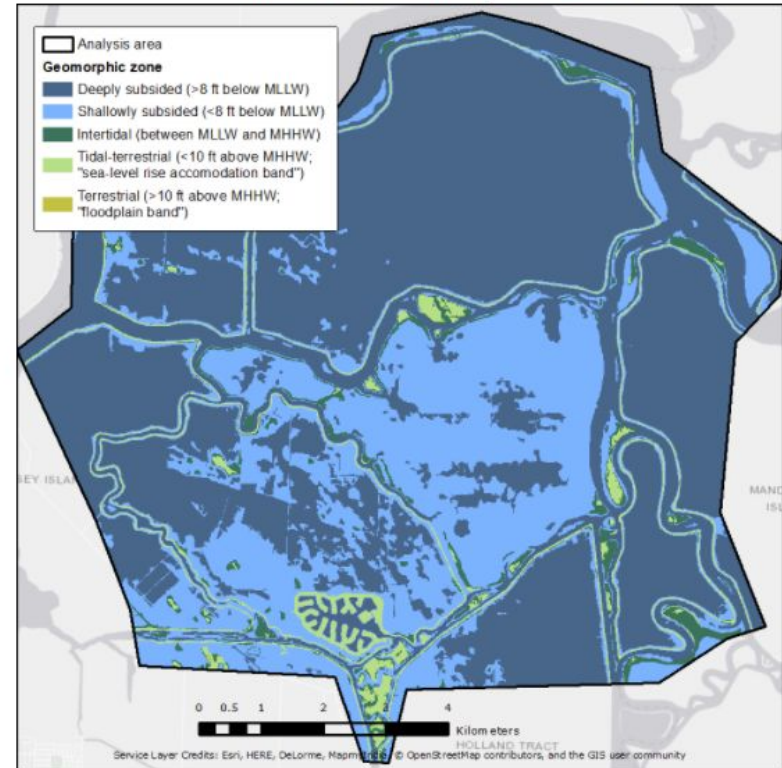 Analysis area
Geomorphic zone
Deeply subsided (>8 ft below MLLW)
Shallowly subsided (<8 ft below MLLW)
Intertidal (between MLLW and MHHW)
Tidal-terrestrial (<10 ft above MHHW;
"sea-level rise accomodation band")
Terrestrial (>10 ft above MHHW;
"floodplain band")
SEY ISLA
MAND
ISL
0 0.5 1 2 3 4
Kilometers
HOLLAND TRACT
Service Layer Credits: Esri, HERE, DeLorme, © OpenStreetMap contributors, and the GIS user community